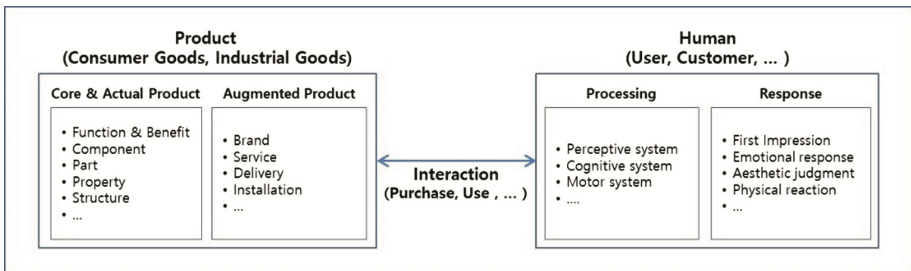 Product
(Consumer Goods, Industrial Goods)
Core & Actual Product
• Function & Benefit
• Component
• Part
• Property
• Structure
• ...
Augmented Product
• Brand
• Service
• Delivery
• Installation
• ...
Interaction
(Purchase, Use , ... )
Human
(User, Customer, ... )
Processing
• Perceptive system
• Cognitive system
• Motor system
• ....
Response
• First Impression
• Emotional response
• Aesthetic judgment
• Physical reaction
• ...